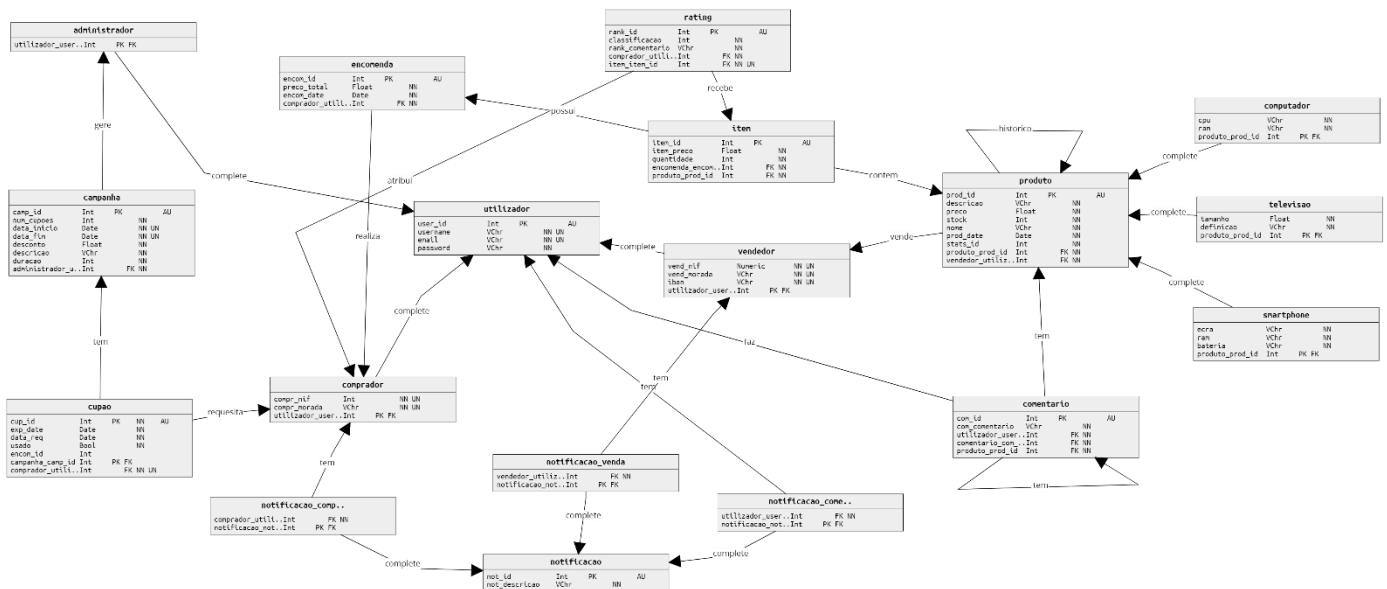 administrador
utilizador_user..Int PK FK
rating
rank_id Int PK AU
classificacao Int NN
rank_comentario VChr NN
comprador_utili..Int FK NN
item_item_id Int FK NN UN
encomenda
encom_id Int PK AU
preco_total Float NN
encom_date Date NN
comprador_utili..Int FK NN
recebe
possui
gere
item
item_id Int PK AU
item_preco Float NN
quantidade Int NN
encomenda_encom..Int FK NN
produto_prod_id Int FK NN
historico
computador
cpu VChr NN
ram VChr NN
produto_prod_id Int PK FK
complete
contem
complete
atribui
produto
prod_id Int PK AU
descricao VChr NN
preco Float NN
stock Int NN
nome VChr NN
prod_date Date NN
stats_id Int NN
produto_prod_id Int FK NN
vendedor_utiliz..Int FK NN
campanha
camp_id Int PK AU
num_cupoes Int NN
data_inicio Date NN UN
data_fim Date NN UN
desconto Float NN
descricao VChr NN
duracao Int NN
administrador_u..Int FK NN
utilizador
user_id Int PK AU
username VChr NN UN
email VChr NN UN
password VChr NN
televisao
tamanho Float NN
definicao VChr NN
produto_prod_id Int PK FK
complete
realiza
complete
vende
vendedor
vend_nif Numeric NN UN
vend_morada VChr NN UN
iban VChr NN UN
utilizador_user..Int PK FK
complete
smartphone
ecra VChr NN
ram VChr NN
bateria VChr NN
produto_prod_id Int PK FK
complete
tem
faz
tem
tem
tem
comprador
compr_nif Int NN UN
compr_morada VChr NN UN
utilizador_user..Int PK FK
cupao
cup_id Int PK NN AU
exp_date Date NN
data_req Date NN
usado Bool NN
encom_id Int
campanha_camp_id Int PK FK
comprador_utili..Int FK NN UN
requesita
comentario
com_id Int PK AU
com_comentario VChr NN
utilizador_user..Int FK NN
comentario_com_..Int FK NN
produto_prod_id Int FK NN
tem
tem
notificacao_venda
vendedor_utiliz..Int FK NN
notificacao_not..Int PK FK
notificacao_comp..
comprador_utili..Int FK NN
notificacao_not..Int PK FK
notificacao_come..
utilizador_user..Int FK NN
notificacao_not..Int PK FK
complete
complete
complete
notificacao
not_id Int PK AU
not_descricao VChr NN